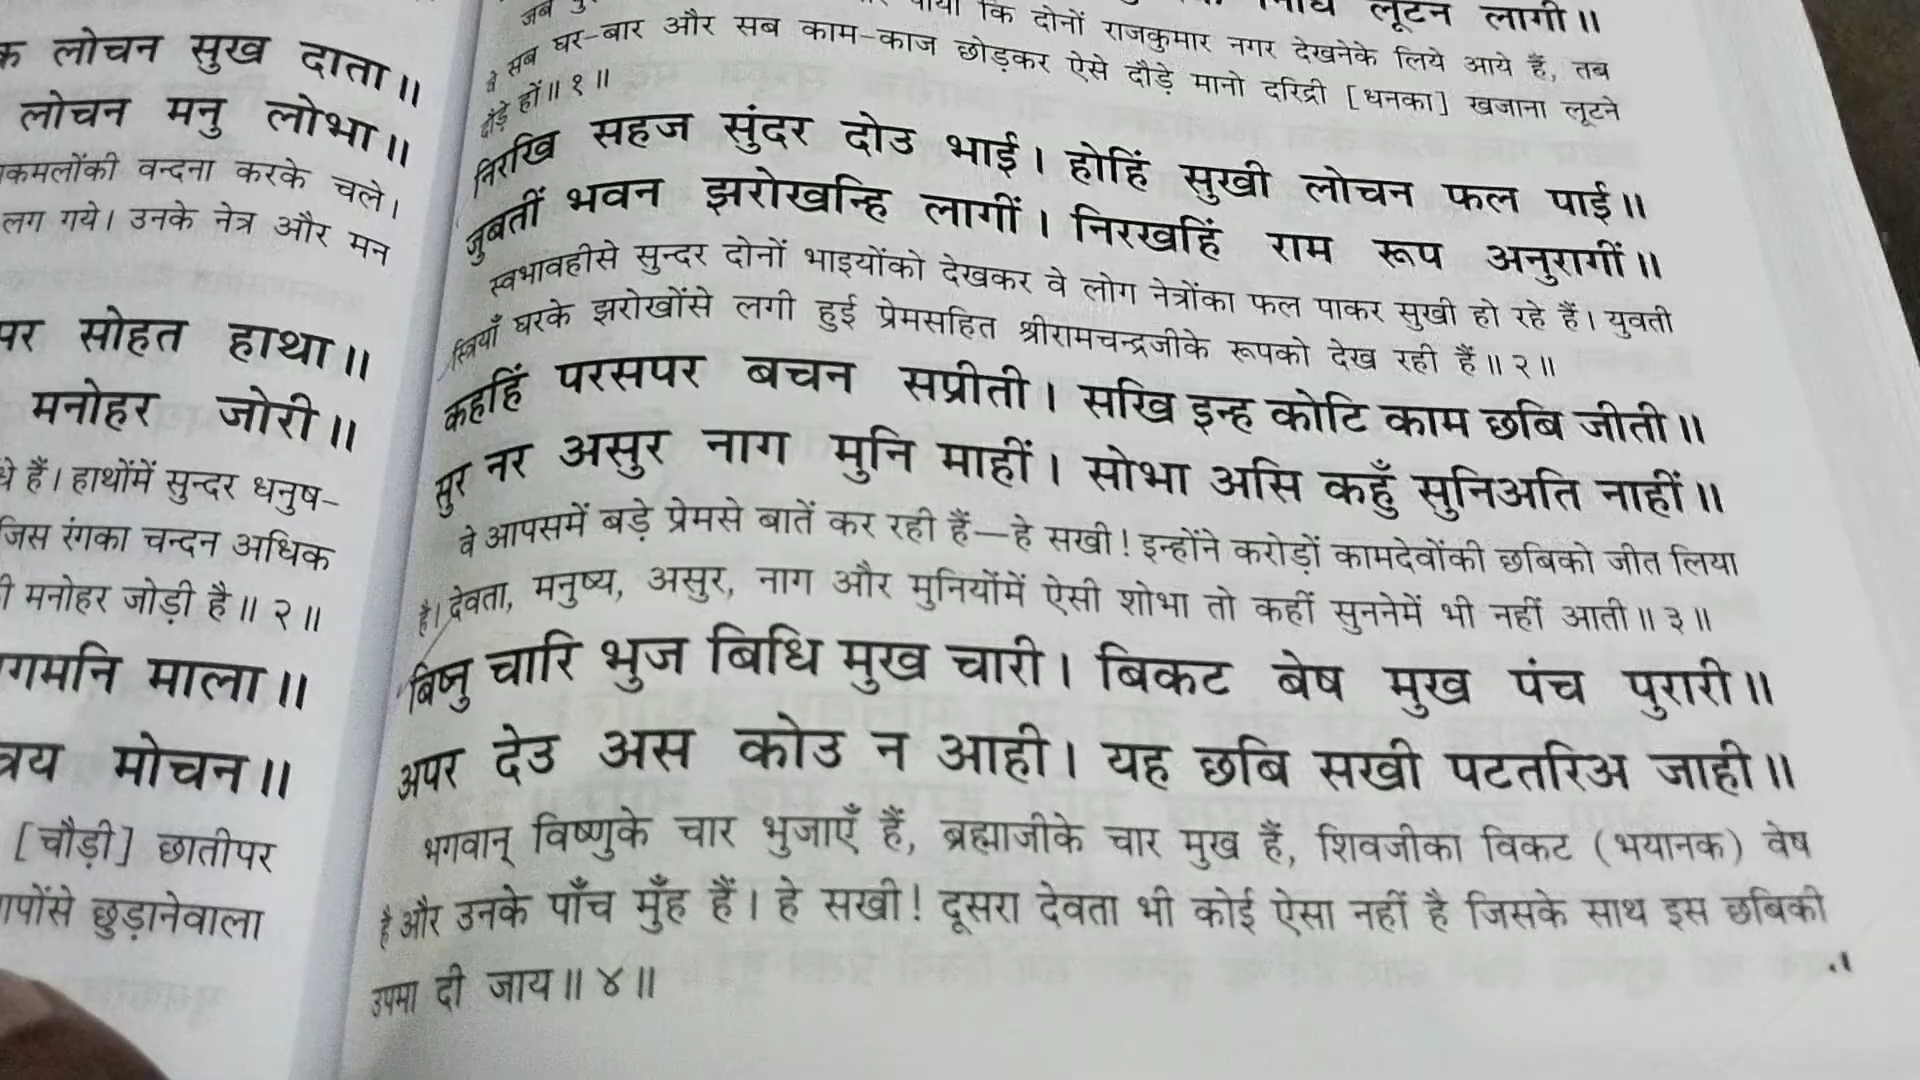 क लोचन सुख दाता॥
लोचन मनु लोभा॥
कमलोंकी वन्दना करके चले।
लग गये। उनके नेत्र और मन
पर सोहत हाथा॥
मनोहर जोरी॥
हैं। हाथोंमें सुन्दर धनुष-
जिस रंगका चन्दन अधिक
मनोहर जोड़ी है॥ २॥
गमनि माला॥
त्रय मोचन॥
[चौड़ी] छातीपर
छुड़ानेवाला
लूटन लागी॥
जब कि दोनों राजकुमार नगर देखनेके लिये आये हैं, तब
वे सब घर-बार और सब काम-काज छोड़कर ऐसे दौड़े मानो दरिद्री [धनका] खजाना लूटने
दौड़े हों॥ १॥
निरखि सहज सुंदर दोउ भाई। होहिं सुखी लोचन फल पाई॥
जुबतीं भवन झरोखन्हि लागीं। निरखहिं राम रूप अनुरागीं॥
स्वभावहीसे सुन्दर दोनों भाइयोंको देखकर वे लोग नेत्रोंका फल पाकर सुखी हो रहे हैं। युवती
स्त्रियाँ घरके झरोखोंसे लगी हुई प्रेमसहित श्रीरामचन्द्रजीके रूपको देख रही हैं॥ २॥
कहहिं परसपर बचन सप्रीती। सखि इन्ह कोटि काम छबि जीती॥
सुर नर असुर नाग मुनि माहीं। सोभा असि कहुँ सुनिअति नाहीं॥
वे आपसमें बड़े प्रेमसे बातें कर रही हैं—हे सखी! इन्होंने करोड़ों कामदेवोंकी छबिको जीत लिया
है। देवता, मनुष्य, असुर, नाग और मुनियोंमें ऐसी शोभा तो कहीं सुननेमें भी नहीं आती॥ ३॥
बिष्नु चारि भुज बिधि मुख चारी। बिकट बेष मुख पंच पुरारी॥
अपर देउ अस कोउ न आही। यह छबि सखी पटतरिअ जाही॥
भगवान् विष्णुके चार भुजाएँ हैं, ब्रह्माजीके चार मुख हैं, शिवजीका विकट (भयानक) वेष
है और उनके पाँच मुँह हैं। हे सखी! दूसरा देवता भी कोई ऐसा नहीं है जिसके साथ इस छबिकी
उपमा दी जाय॥ ४॥